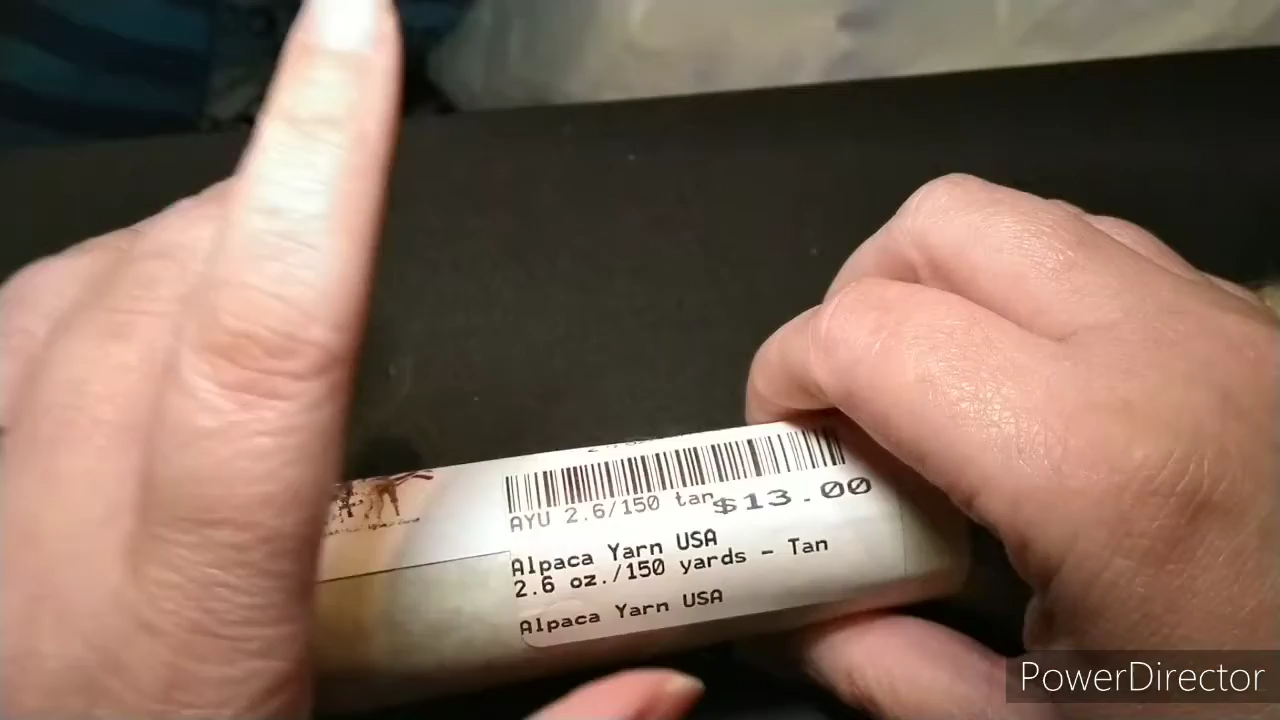 AYU 2.6/150 tan $13.00
Alpaca Yarn USA
2.6 oz./150 yards - Tan
Alpaca Yarn USA
PowerDirector